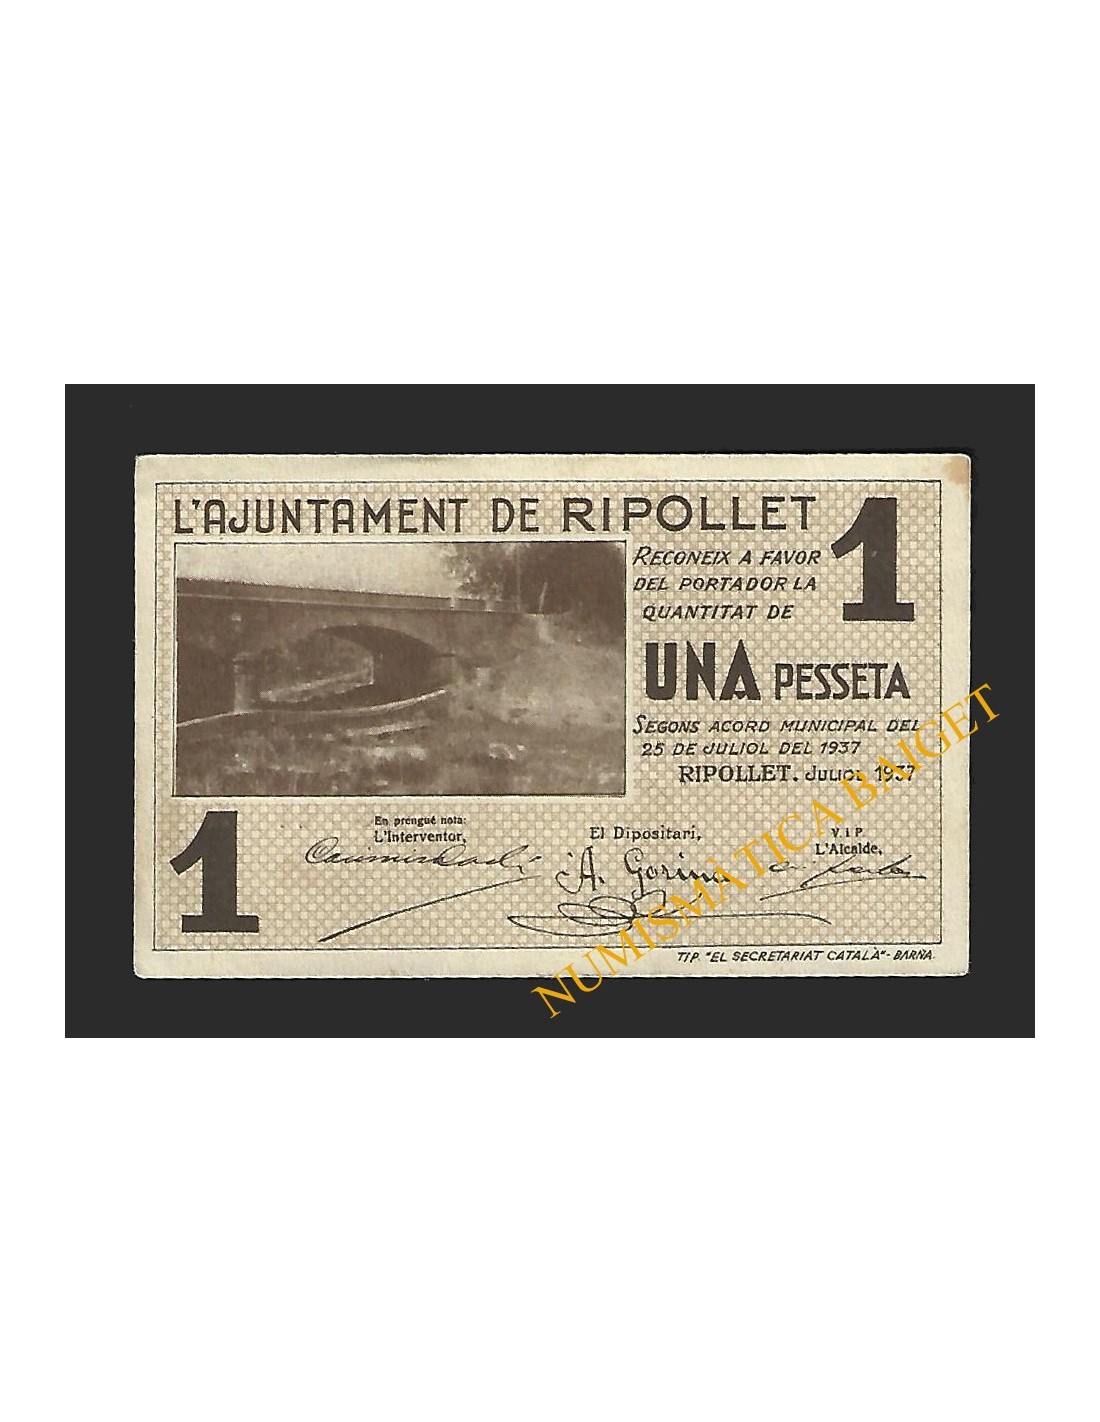 L'AJUNTAMENT DE RIPOLLET
1
RECONEIX A FAVOR
DEL PORTADOR LA
QUANTITAT DE
UNA PESSETA
SEGONS ACORD MUNICIPAL DEL
25 DE JULIOL DEL 1937
RIPOLLET. JULIOL 1937
1
En prengué nota:
L'Interventor,
El Dipositari,
A. Gorina
V. i P.
L'Alcalde,
TIP. "EL SECRETARIAT CATALÀ"-BARNA.
NUMISMÀTICA BAIGET